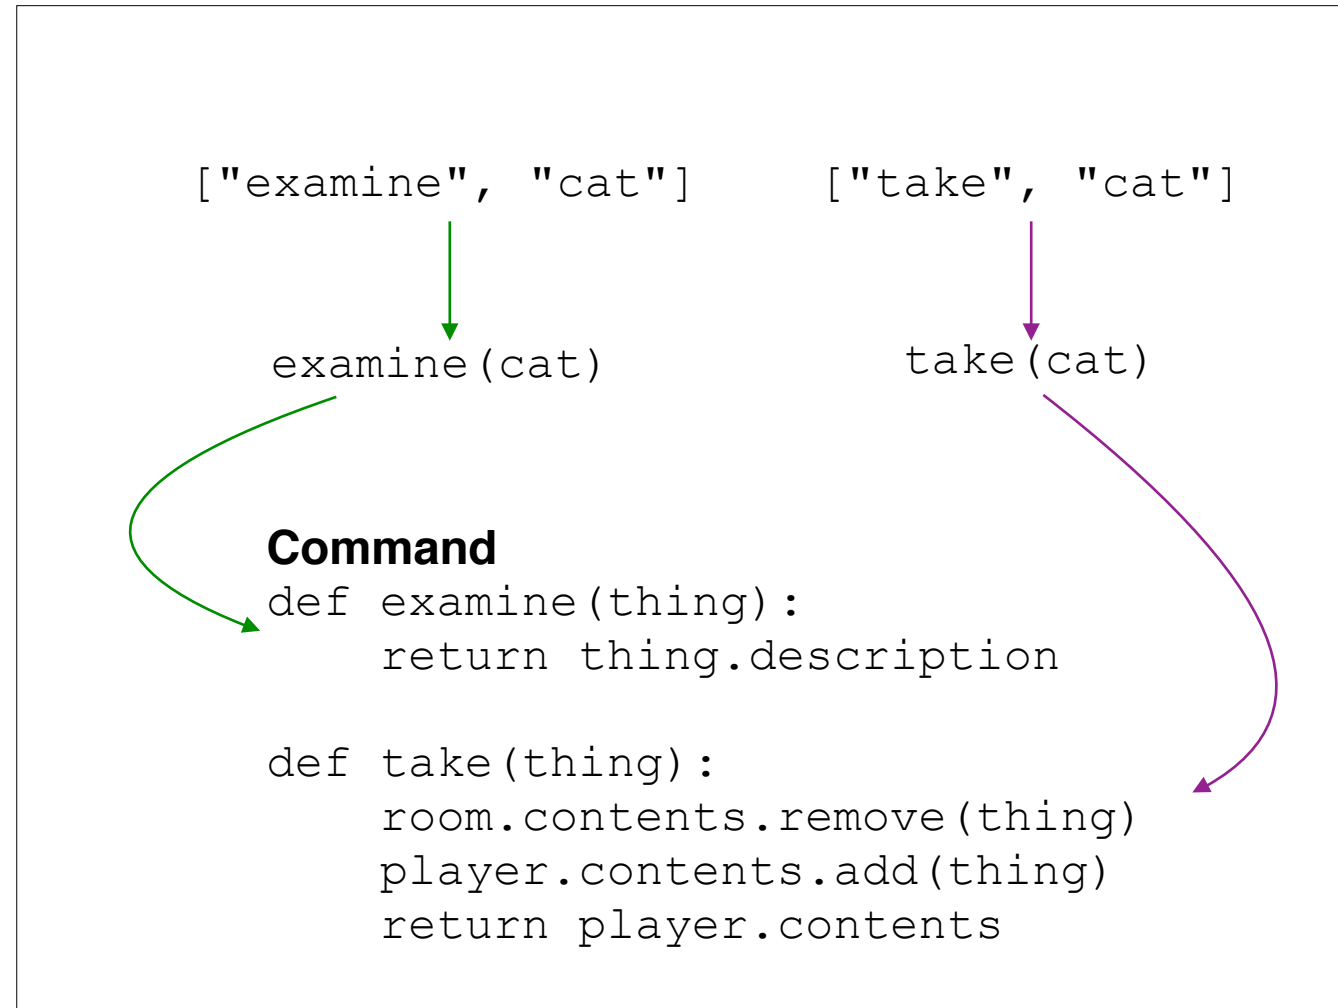 ["examine", "cat"]
["take", "cat"]
examine(cat)
take(cat)
Command
def examine(thing):
    return thing.description
def take(thing):
    room.contents.remove(thing)
    player.contents.add(thing)
    return player.contents